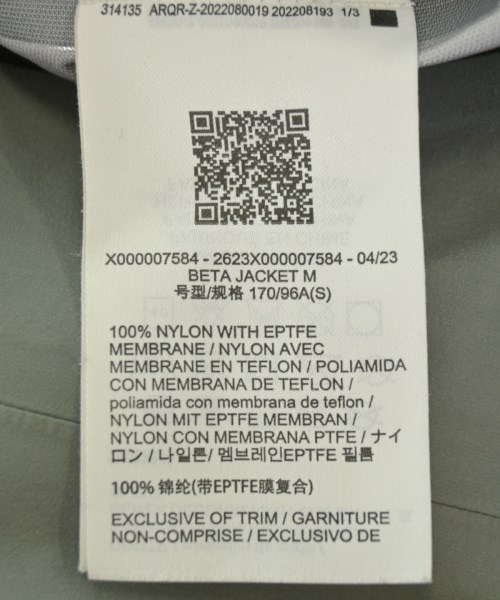 314135 ARQR-Z-2022080019 202208193 1/3
X000007584 - 2623X000007584 - 04/23
BETA JACKET M
号型/规格 170/96A(S)
100% NYLON WITH EPTFE
MEMBRANE / NYLON AVEC
MEMBRANE EN TEFLON / POLIAMIDA
CON MEMBRANA DE TEFLON /
poliamida con membrana de teflon /
NYLON MIT EPTFE MEMBRAN /
NYLON CON MEMBRANA PTFE / ナイ
ロン / 나일론/ 멤브레인EPTFE 필름
100% 锦纶(带EPTFE膜复合)
EXCLUSIVE OF TRIM / GARNITURE
NON-COMPRISE / EXCLUSIVO DE